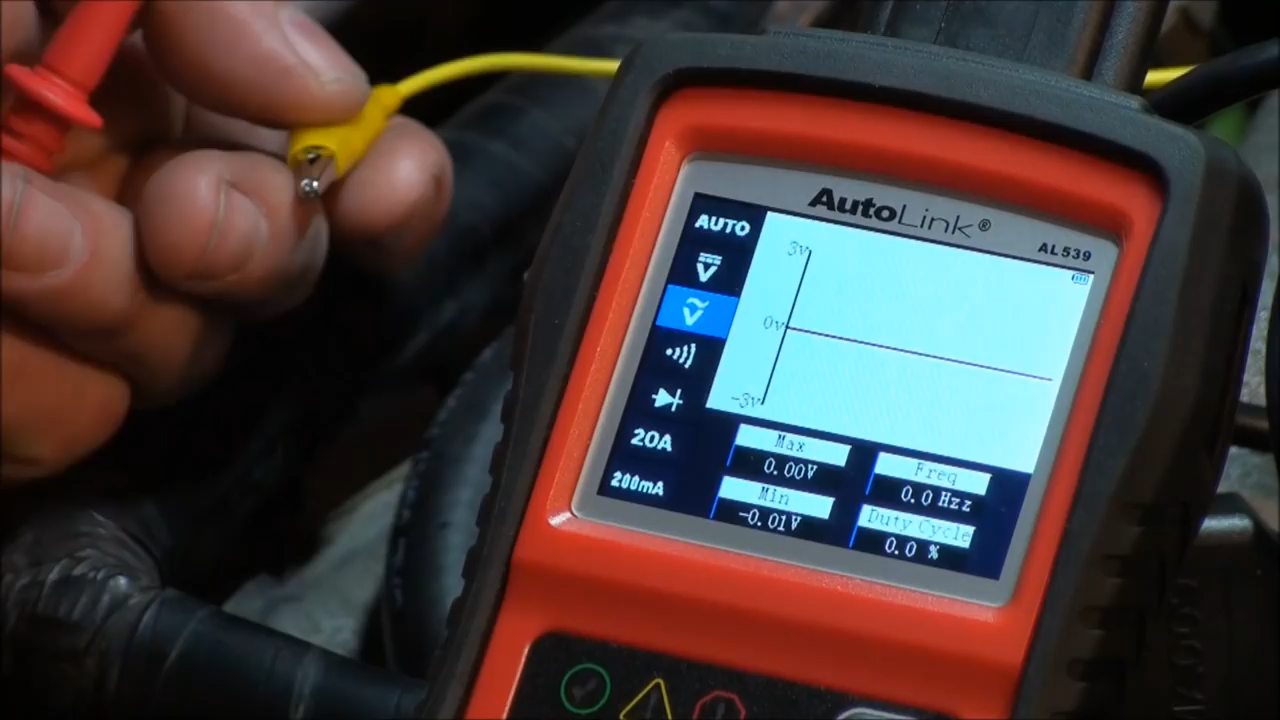 AutoLink®
AL539
AUTO
V
V
20A
200mA
3v
0v
-3v
Max
0.00V
Min
-0.01V
Freq
0.0 Hzz
Duty Cycle
0.0 %